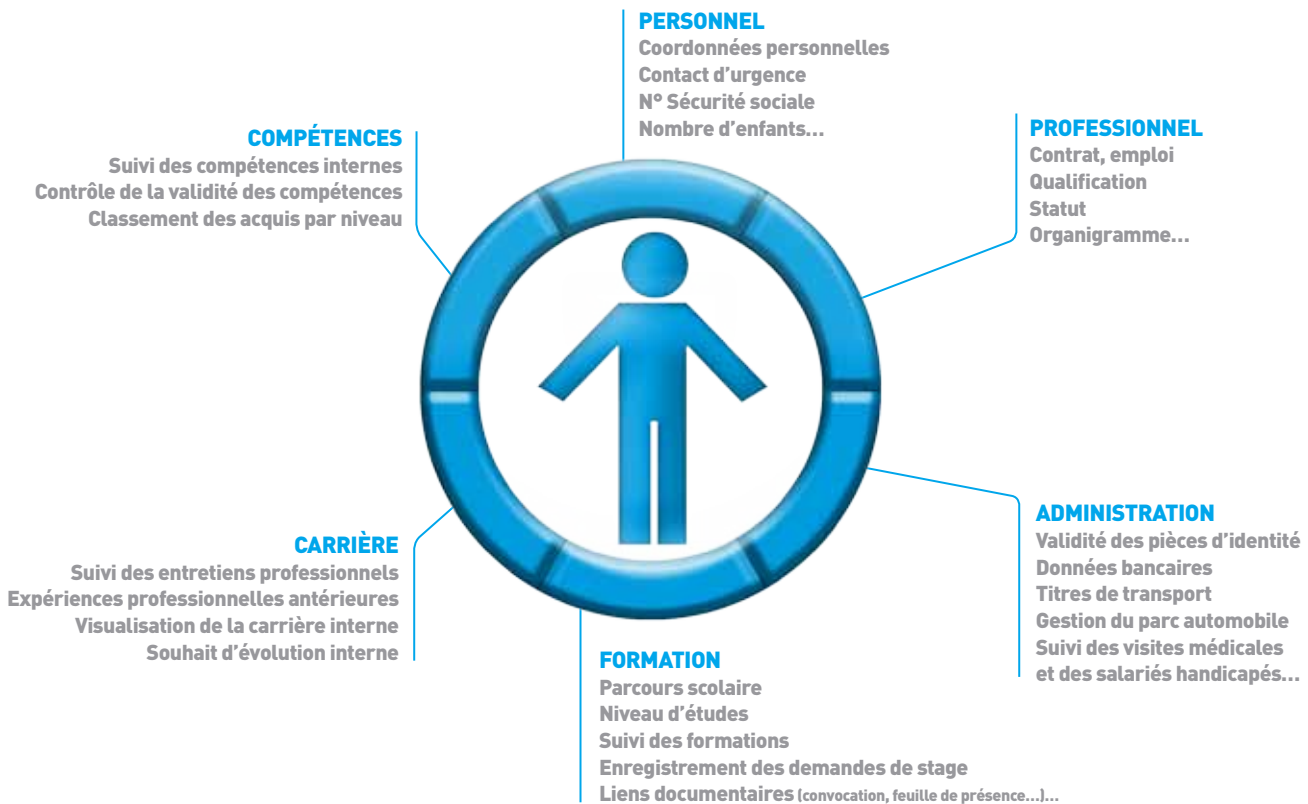 PERSONNEL
Coordonnées personnelles
Contact d’urgence
N° Sécurité sociale
Nombre d’enfants…
PROFESSIONNEL
Contrat, emploi
Qualification
Statut
Organigramme…
COMPÉTENCES
Suivi des compétences internes
Contrôle de la validité des compétences
Classement des acquis par niveau
ADMINISTRATION
Validité des pièces d’identité
Données bancaires
Titres de transport
Gestion du parc automobile
Suivi des visites médicales
et des salariés handicapés…
CARRIÈRE
Suivi des entretiens professionnels
Expériences professionnelles antérieures
Visualisation de la carrière interne
Souhait d’évolution interne
FORMATION
Parcours scolaire
Niveau d’études
Suivi des formations
Enregistrement des demandes de stage
Liens documentaires (convocation, feuille de présence…)…